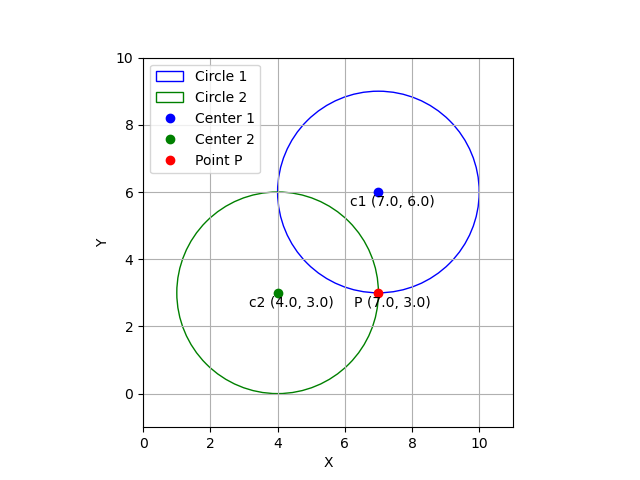 10
8
6
4
2
0
Y
Circle 1
Circle 2
Center 1
Center 2
Point P
c1 (7.0, 6.0)
c2 (4.0, 3.0)
P (7.0, 3.0)
0 2 4 6 8 10
X